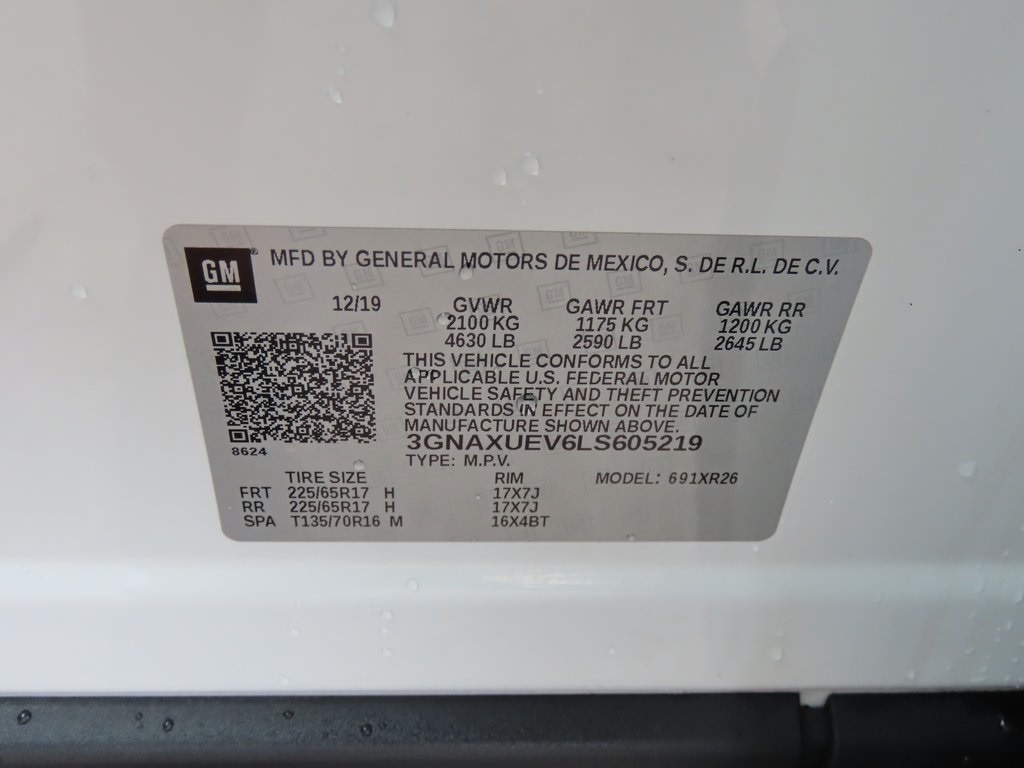 GM
MFD BY GENERAL MOTORS DE MEXICO, S. DE R.L. DE C.V.
12/19 GVWR GAWR FRT GAWR RR
2100 KG 1175 KG 1200 KG
4630 LB 2590 LB 2645 LB
THIS VEHICLE CONFORMS TO ALL
APPLICABLE U.S. FEDERAL MOTOR
VEHICLE SAFETY AND THEFT PREVENTION
STANDARDS IN EFFECT ON THE DATE OF
MANUFACTURE SHOWN ABOVE.
3GNAXUEV6LS605219
8624
TYPE: M.P.V.
TIRE SIZE RIM MODEL: 691XR26
FRT 225/65R17 H 17X7J
RR 225/65R17 H 17X7J
SPA T135/70R16 M 16X4BT